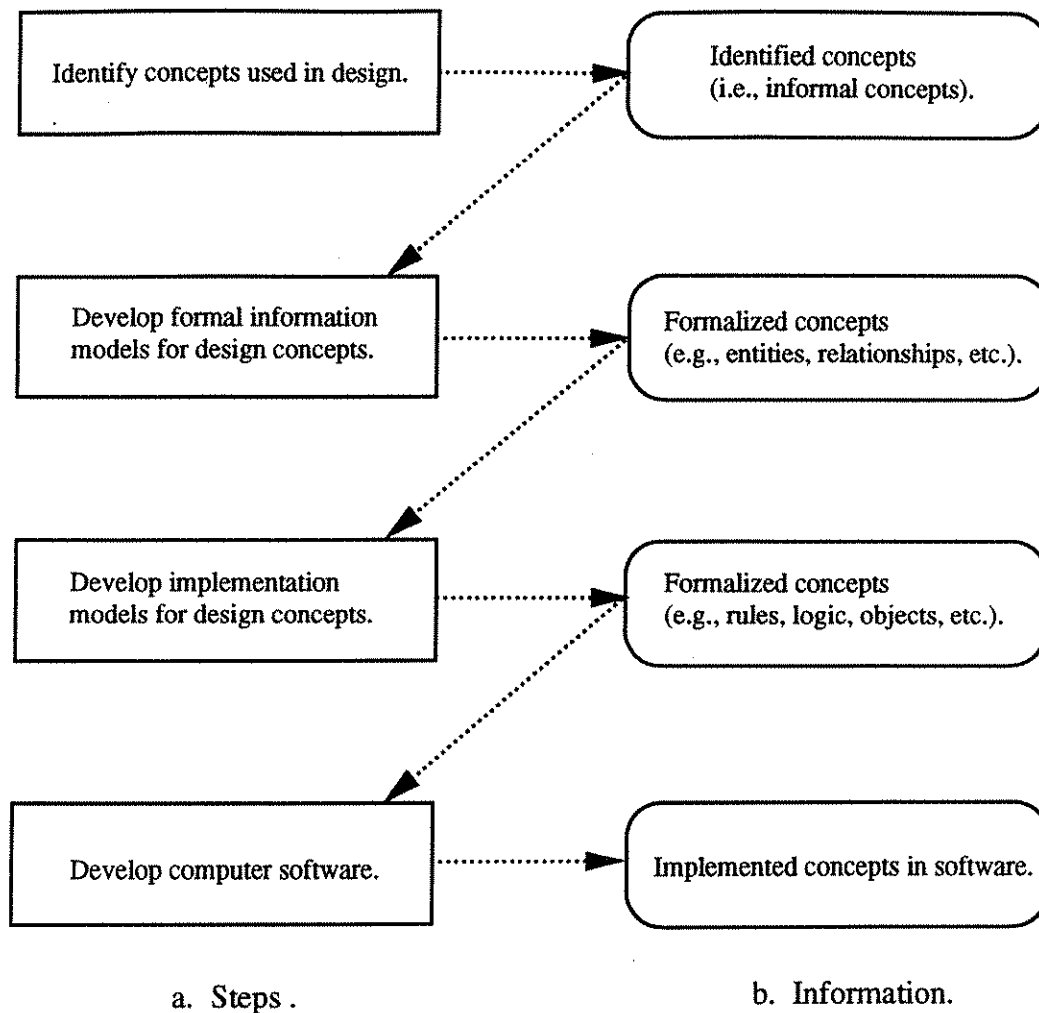 Identify concepts used in design.
Identified concepts
(i.e., informal concepts).
Develop formal information
models for design concepts.
Formalized concepts
(e.g., entities, relationships, etc.).
Develop implementation
models for design concepts.
Formalized concepts
(e.g., rules, logic, objects, etc.).
Develop computer software.
Implemented concepts in software.
a. Steps .
b. Information.